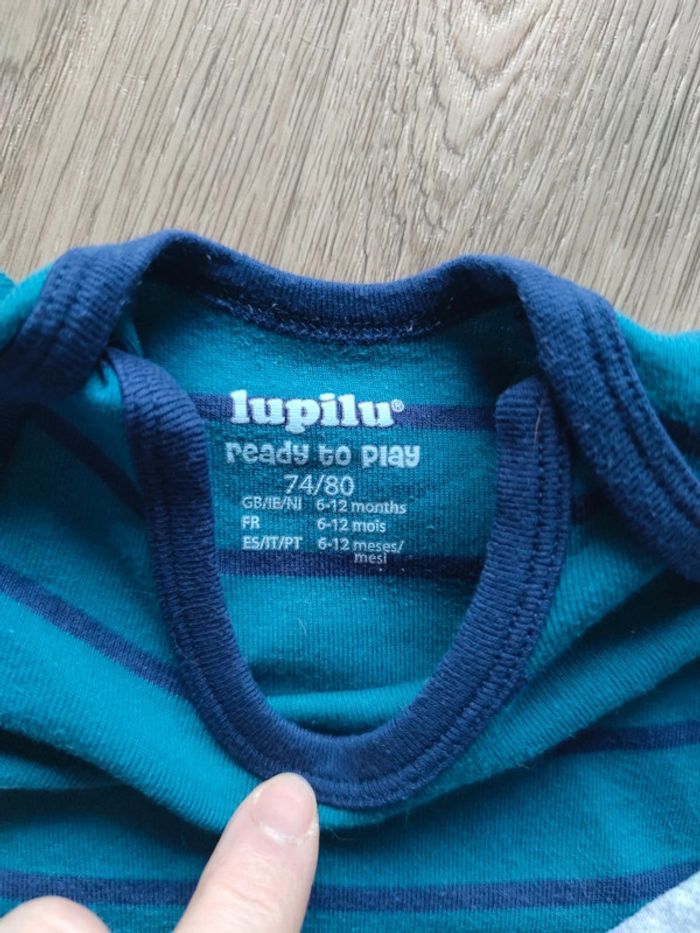 lupilu®
ready to play
74/80
GB/IE/NI 6-12 months
FR 6-12 mois
ES/IT/PT 6-12 meses/
mesi